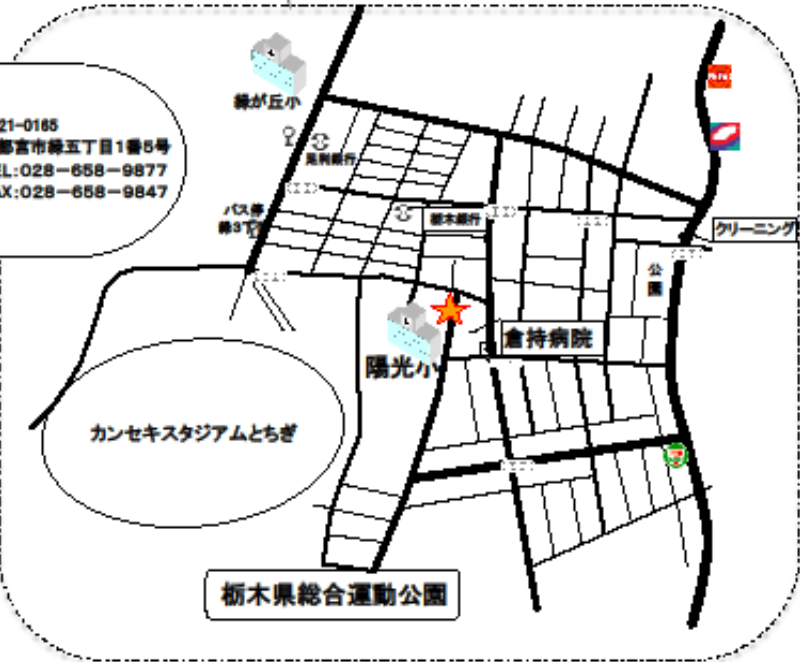 緑が丘小
21-0165
都宮市緑五丁目1番5号
EL:028-658-9877
AX:028-658-9847
足利銀行
バス停
緑3丁
栃木銀行
クリーニング
公園
倉持病院
陽光小
カンセキスタジアムとちぎ
栃木県総合運動公園